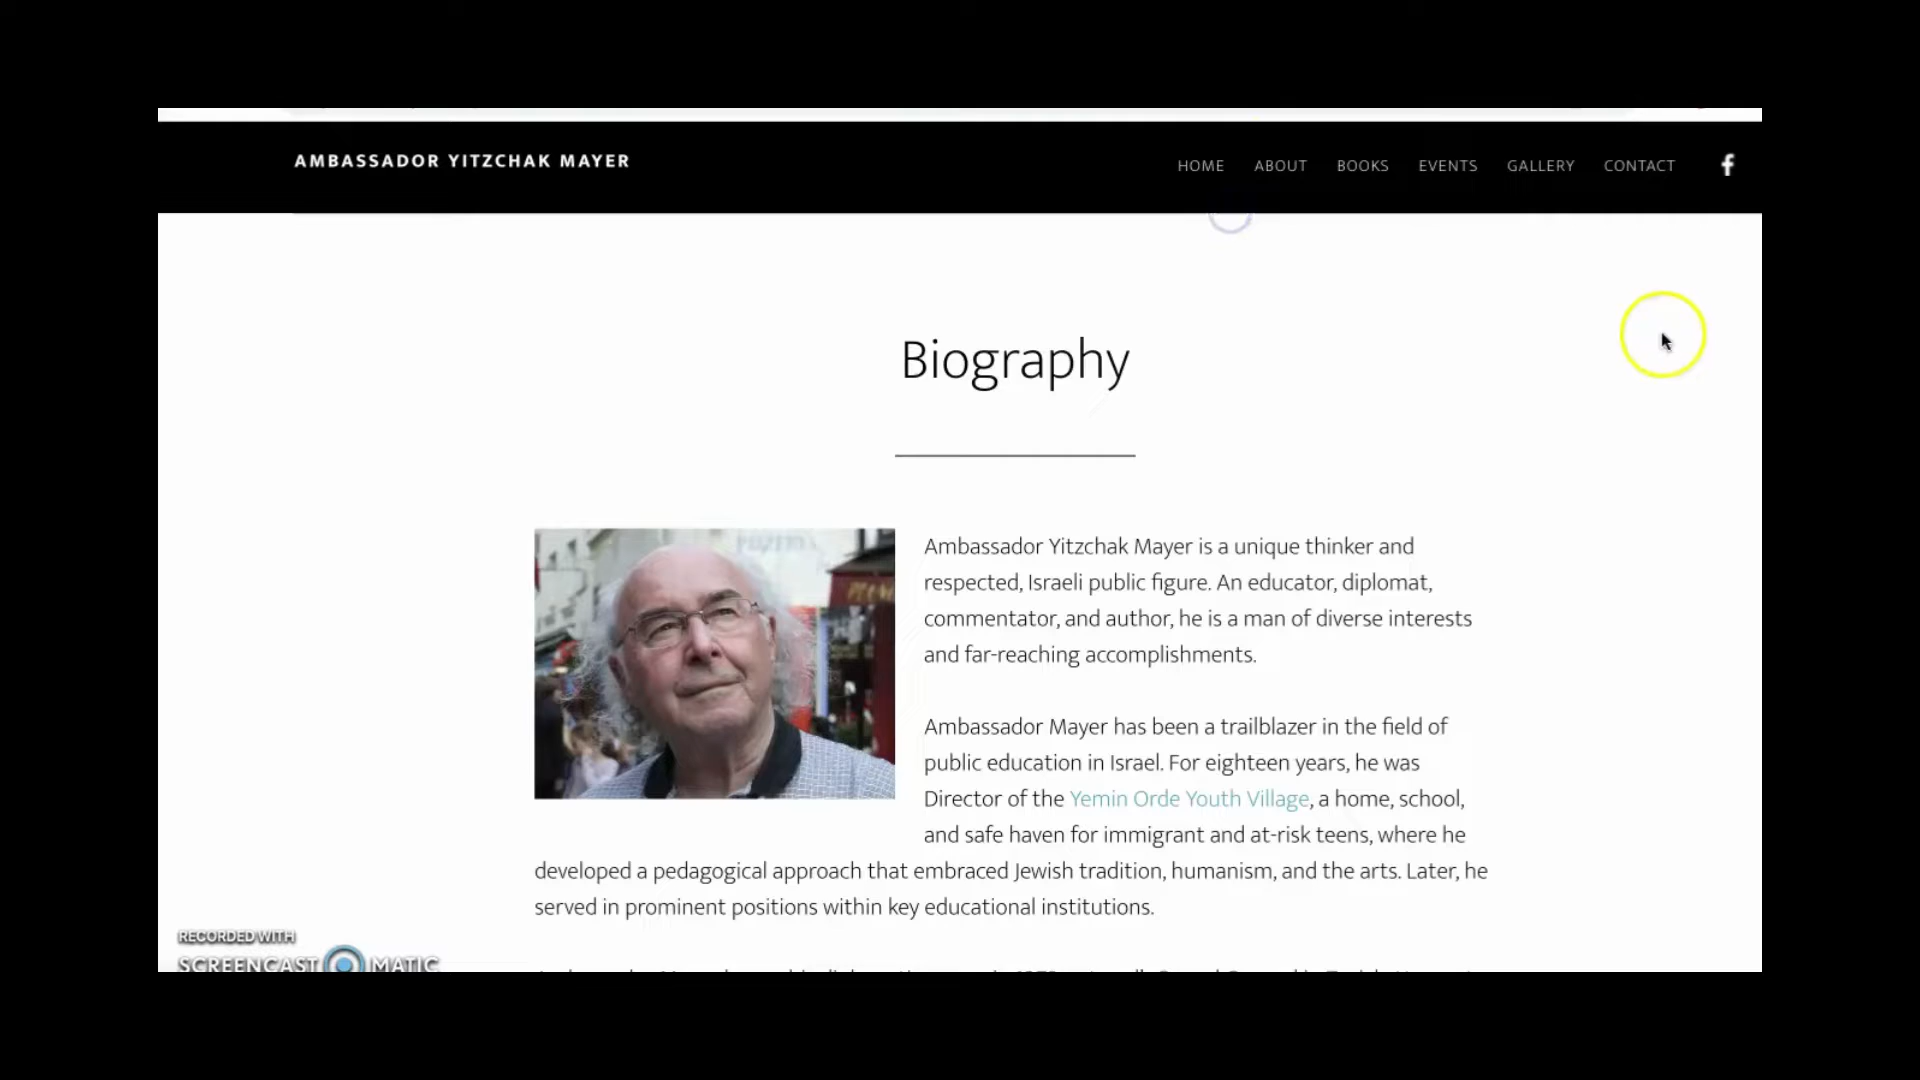 AMBASSADOR YITZCHAK MAYER
HOME ABOUT BOOKS EVENTS GALLERY CONTACT
Biography
Ambassador Yitzchak Mayer is a unique thinker and
respected, Israeli public figure. An educator, diplomat,
commentator, and author, he is a man of diverse interests
and far-reaching accomplishments.
Ambassador Mayer has been a trailblazer in the field of
public education in Israel. For eighteen years, he was
Director of the Yemin Orde Youth Village, a home, school,
and safe haven for immigrant and at-risk teens, where he
developed a pedagogical approach that embraced Jewish tradition, humanism, and the arts. Later, he
served in prominent positions within key educational institutions.
RECORDED WITH
SCREENCAST MATIC